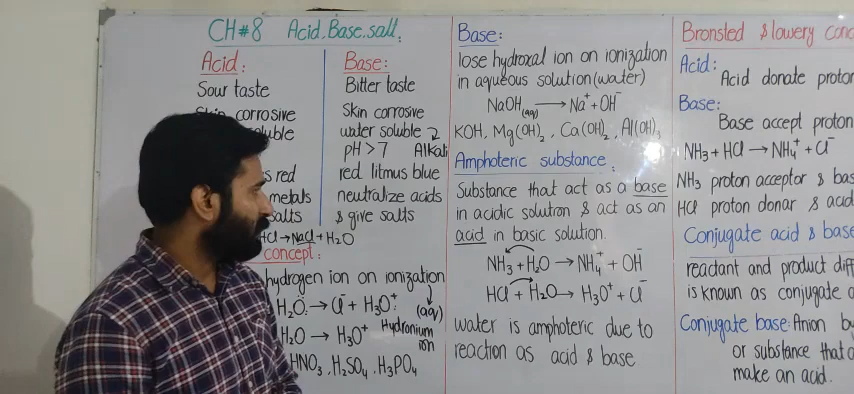 CH#8 Acid.Base.salt.
Acid:
Sour taste
Skin corrosive
red
metals
salts
HCl → NaCl + H2O
concept:
hydrogen ion on ionization
H2O → Cl⁻ + H3O⁺ (aq)
H2O → H3O⁺ Hydronium ion
HNO3, H2SO4, H3PO4
Base:
Bitter taste
Skin corrosive
water soluble
pH > 7 Alkali
red litmus blue
neutralize acids
& give salts
Base:
lose hydroxal ion on ionization
in aqueous solution (water)
NaOH(aq) → Na⁺ + OH⁻
KOH, Mg(OH)2, Ca(OH)2, Al(OH)3
Amphoteric substance:
Substance that act as a base
in acidic solution & act as an
acid in basic solution.
NH3 + H2O → NH4⁺ + OH⁻
HCl + H2O → H3O⁺ + Cl⁻
water is amphoteric due to
reaction as acid & base
Bronsted & lowery conc
Acid:
Acid donate proton
Base:
Base accept proton
NH3 + HCl → NH4⁺ + Cl⁻
NH3 proton acceptor & bas
HCl proton donar & acid
Conjugate acid & base
reactant and product diff
is known as conjugate
Conjugate base: Anion by
or substance that
make an acid.